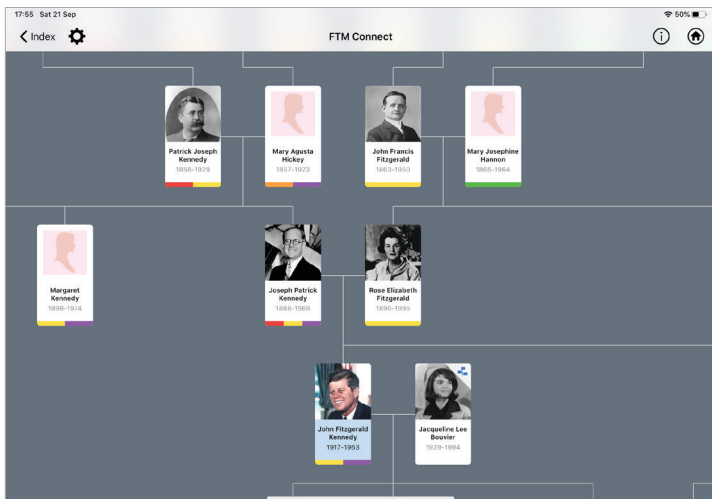 17:55 Sat 21 Sep
50%
Index
FTM Connect
Patrick Joseph
Kennedy
1858-1929
Mary Agusta
Hickey
1857-1923
John Francis
Fitzgerald
1863-1950
Mary Josephine
Hannon
1865-1964
Margaret
Kennedy
1898-1974
Joseph Patrick
Kennedy
1888-1969
Rose Elizabeth
Fitzgerald
1890-1995
John Fitzgerald
Kennedy
1917-1963
Jacqueline Lee
Bouvier
1929-1994